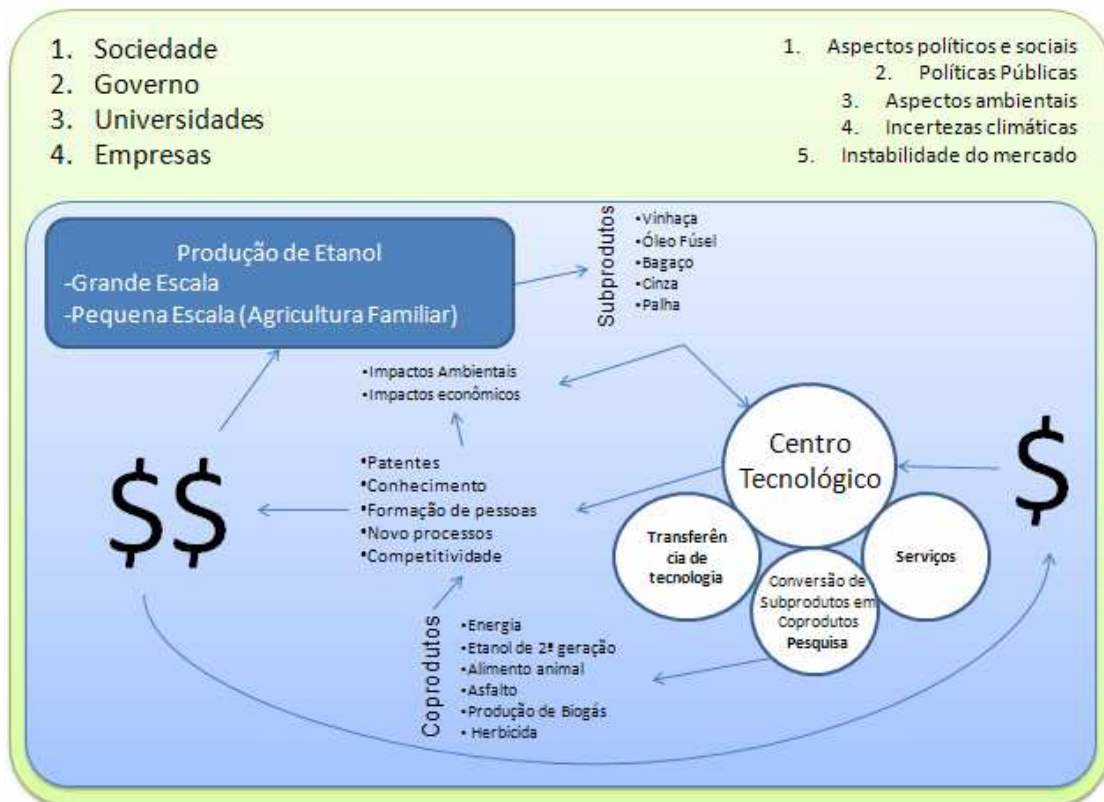 1. Sociedade
2. Governo
3. Universidades
4. Empresas
1. Aspectos políticos e sociais
2. Políticas Públicas
3. Aspectos ambientais
4. Incertezas climáticas
5. Instabilidade do mercado
Produção de Etanol
-Grande Escala
-Pequena Escala (Agricultura Familiar)
Subprodutos
•Vinhaça
•Óleo Fúsel
•Bagaço
•Cinza
•Palha
•Impactos Ambientais
•Impactos econômicos
$$
•Patentes
•Conhecimento
•Formação de pessoas
•Novo processos
•Competitividade
Centro
Tecnológico
$
Transferên
cia de
tecnologia
Conversão de
Subprodutos em
Coprodutos
Pesquisa
Serviços
Coprodutos
•Energia
•Etanol de 2ª geração
•Alimento animal
•Asfalto
•Produção de Biogás
• Herbicida